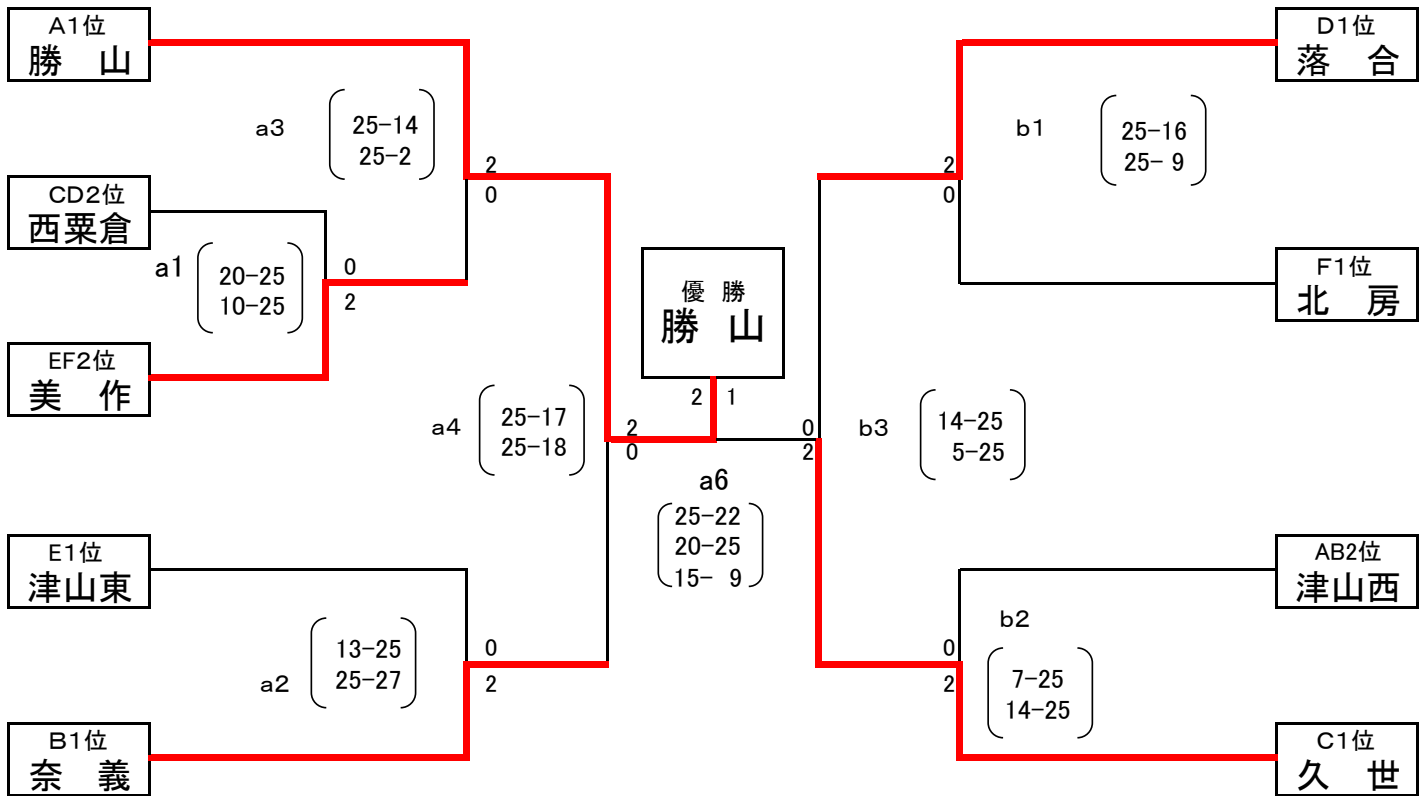 A1位
勝　山
a3
25-14
25-2
2
0
CD2位
西粟倉
a1
20-25
10-25
0
2
EF2位
美　作
a4
25-17
25-18
2
0
E1位
津山東
a2
13-25
25-27
0
2
B1位
奈　義
優　勝
勝　山
2
1
a6
25-22
20-25
15- 9
D1位
落　合
b1
25-16
25- 9
2
0
F1位
北　房
b3
14-25
5-25
0
2
AB2位
津山西
b2
7-25
14-25
0
2
C1位
久　世